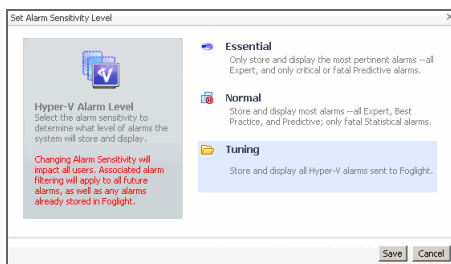 Set Alarm Sensitivity Level
Hyper-V Alarm Level
Select the alarm sensitivity to
determine what level of alarms the
system will store and display.
Changing Alarm Sensitivity will
impact all users. Associated alarm
filtering will apply to all future
alarms, as well as any alarms
already stored in Foglight.
Essential
Only store and display the most pertinent alarms --all
Expert, and only critical or fatal Predictive alarms.
Normal
Store and display most alarms --all Expert, Best
Practice, and Predictive; only fatal Statistical alarms.
Tuning
Store and display all Hyper-V alarms sent to Foglight.
Save
Cancel